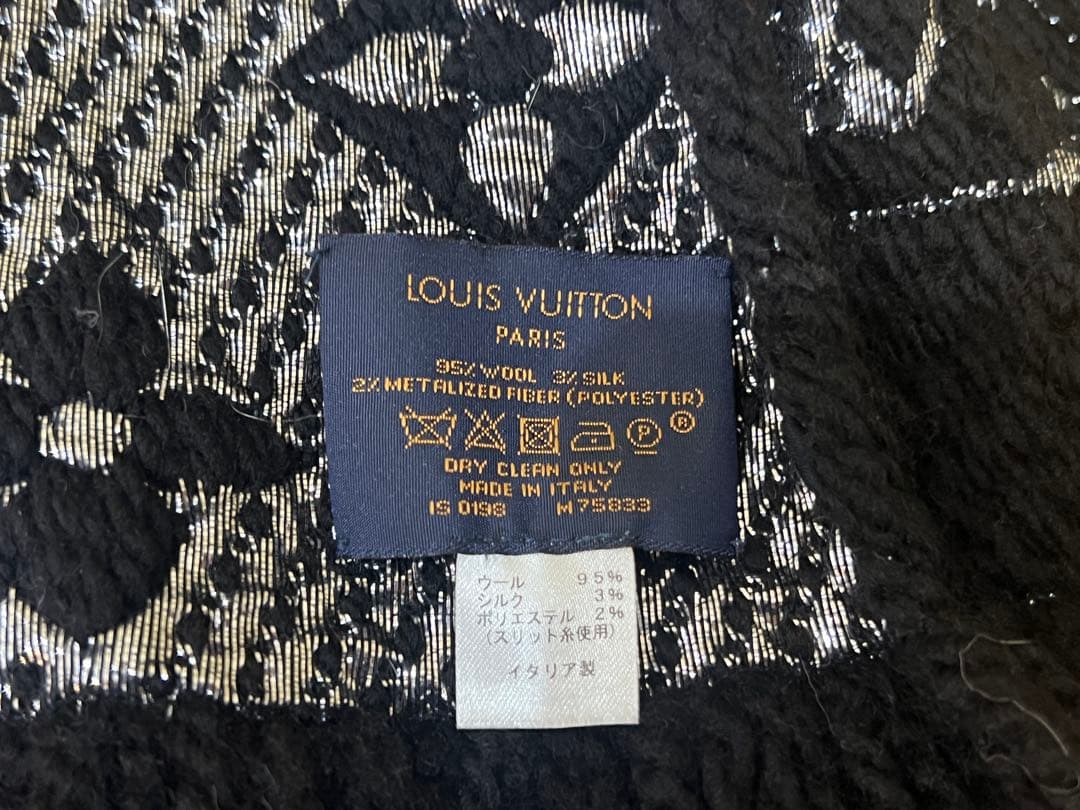 LOUIS VUITTON
PARIS
95% WOOL 3% SILK
2% METALIZED FIBER (POLYESTER)
P ®
DRY CLEAN ONLY
MADE IN ITALY
IS 0198 M75833
ウール 95%
シルク 3%
ポリエステル 2%
(スリット糸使用)
イタリア製